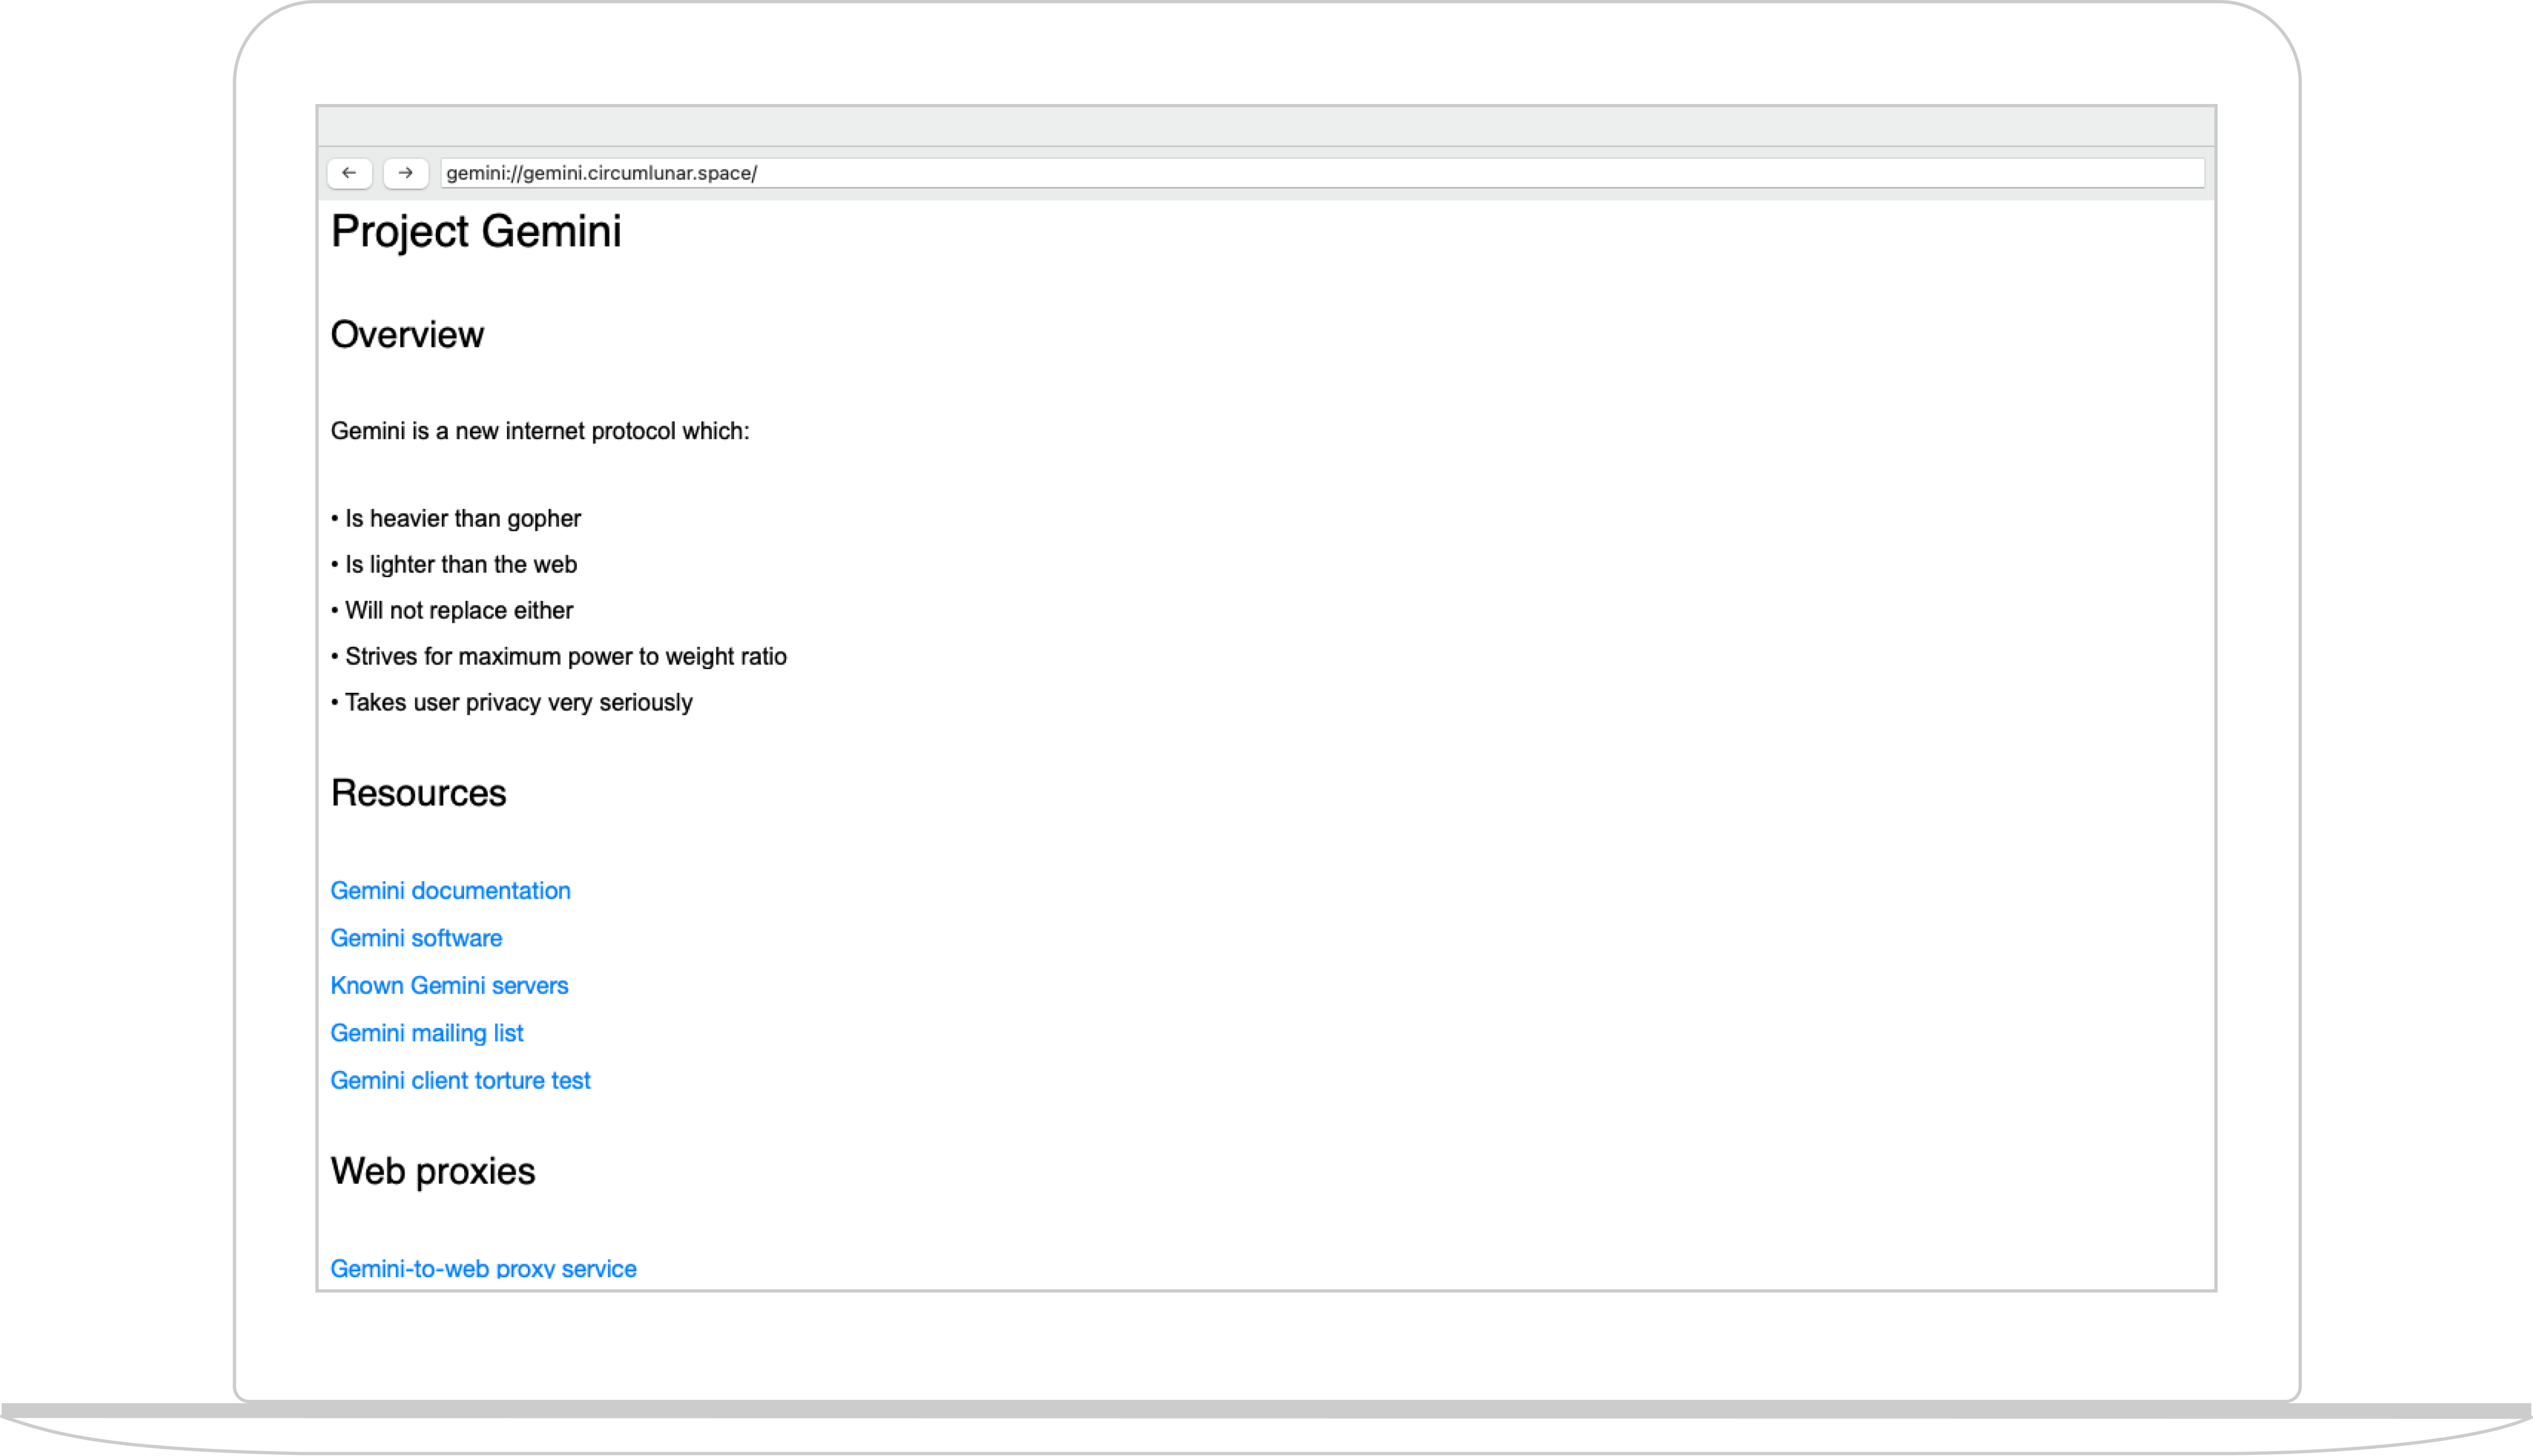 gemini://gemini.circumlunar.space/
Project Gemini
Overview
Gemini is a new internet protocol which:
• Is heavier than gopher
• Is lighter than the web
• Will not replace either
• Strives for maximum power to weight ratio
• Takes user privacy very seriously
Resources
Gemini documentation
Gemini software
Known Gemini servers
Gemini mailing list
Gemini client torture test
Web proxies
Gemini-to-web proxy service